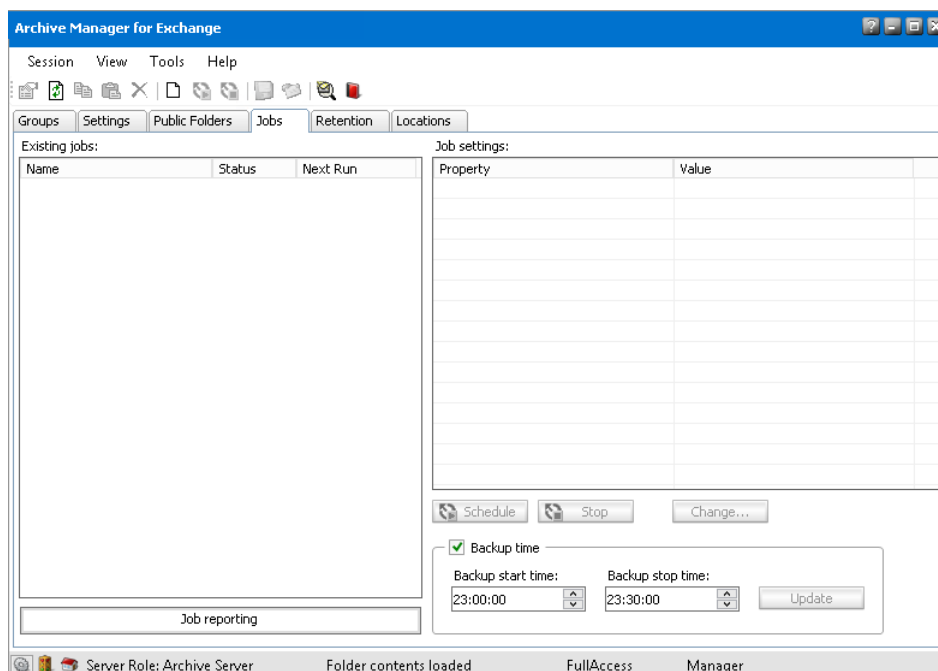 Archive Manager for Exchange
Session View Tools Help
Groups Settings Public Folders Jobs Retention Locations
Existing jobs:
Name Status Next Run
Job settings:
Property Value
Schedule Stop Change...
Backup time
Backup start time: Backup stop time:
23:00:00 23:30:00 Update
Job reporting
Server Role: Archive Server Folder contents loaded FullAccess Manager